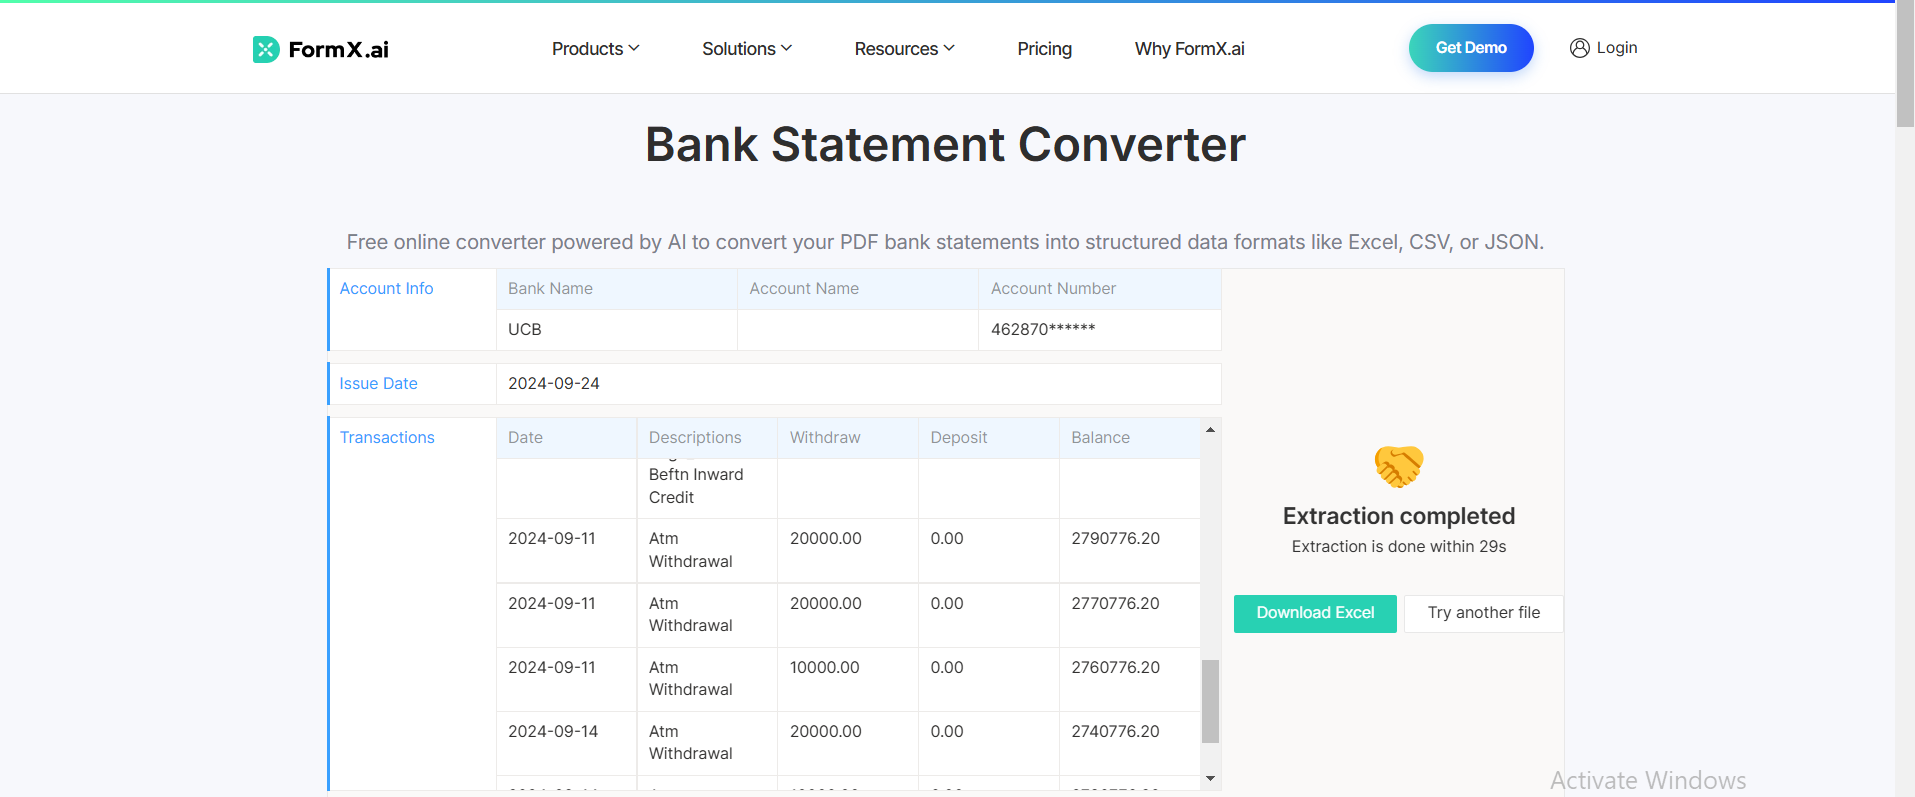 FormX.ai Products Solutions Resources Pricing Why FormX.ai Get Demo Login
Bank Statement Converter
Free online converter powered by AI to convert your PDF bank statements into structured data formats like Excel, CSV, or JSON.
Account Info Bank Name Account Name Account Number
UCB 462870******
Issue Date 2024-09-24
Transactions Date Descriptions Withdraw Deposit Balance
Beftn Inward
Credit
2024-09-11 Atm 20000.00 0.00 2790776.20
Withdrawal
2024-09-11 Atm 20000.00 0.00 2770776.20
Withdrawal
2024-09-11 Atm 10000.00 0.00 2760776.20
Withdrawal
2024-09-14 Atm 20000.00 0.00 2740776.20
Withdrawal
Extraction completed
Extraction is done within 29s
Download Excel Try another file
Activate Windows